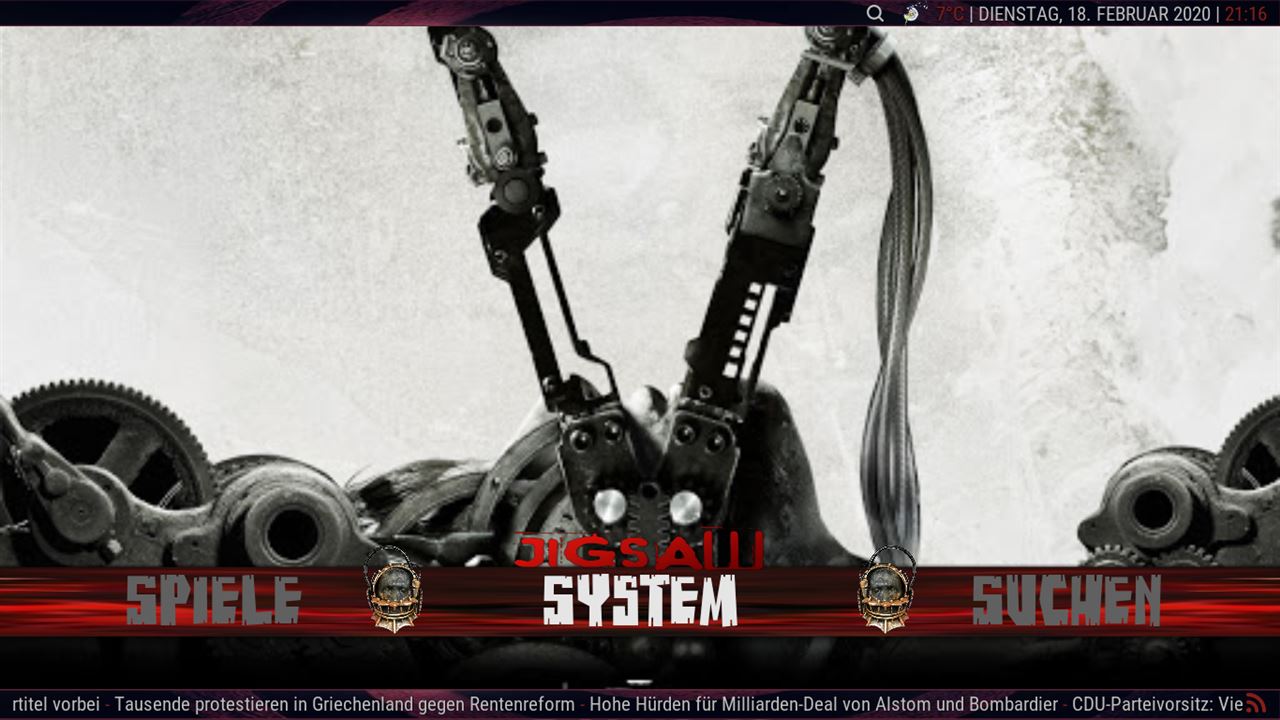 7°C | DIENSTAG, 18. FEBRUAR 2020 | 21:16
JIGSAW
SPIELE SYSTEM SUCHEN
rtitel vorbei - Tausende protestieren in Griechenland gegen Rentenreform - Hohe Hürden für Milliarden-Deal von Alstom und Bombardier - CDU-Parteivorsitz: Vie